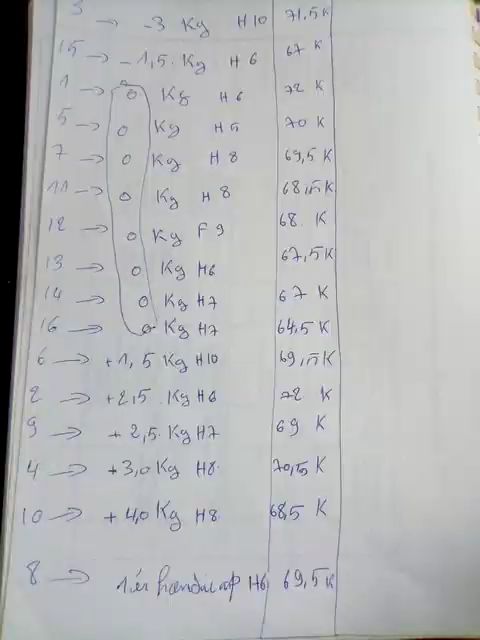 3 → -3 Kg H10 71,5 K
15 → -1,5 Kg H6 67 K
1 → 0 Kg H6 72 K
5 → 0 Kg H5 70 K
7 → 0 Kg H8 69,5 K
11 → 0 Kg H8 68,5 K
12 → 0 Kg F9 68 K
13 → 0 Kg H6 67,5 K
14 → 0 Kg H7 67 K
16 → 0 Kg H7 64,5 K
6 → +1,5 Kg H10 69,5 K
2 → +2,5 Kg H6 72 K
9 → +2,5 Kg H7 69 K
4 → +3,0 Kg H8 70,5 K
10 → +4,0 Kg H8 68,5 K
8 → 1er handicap H6 69,5 K